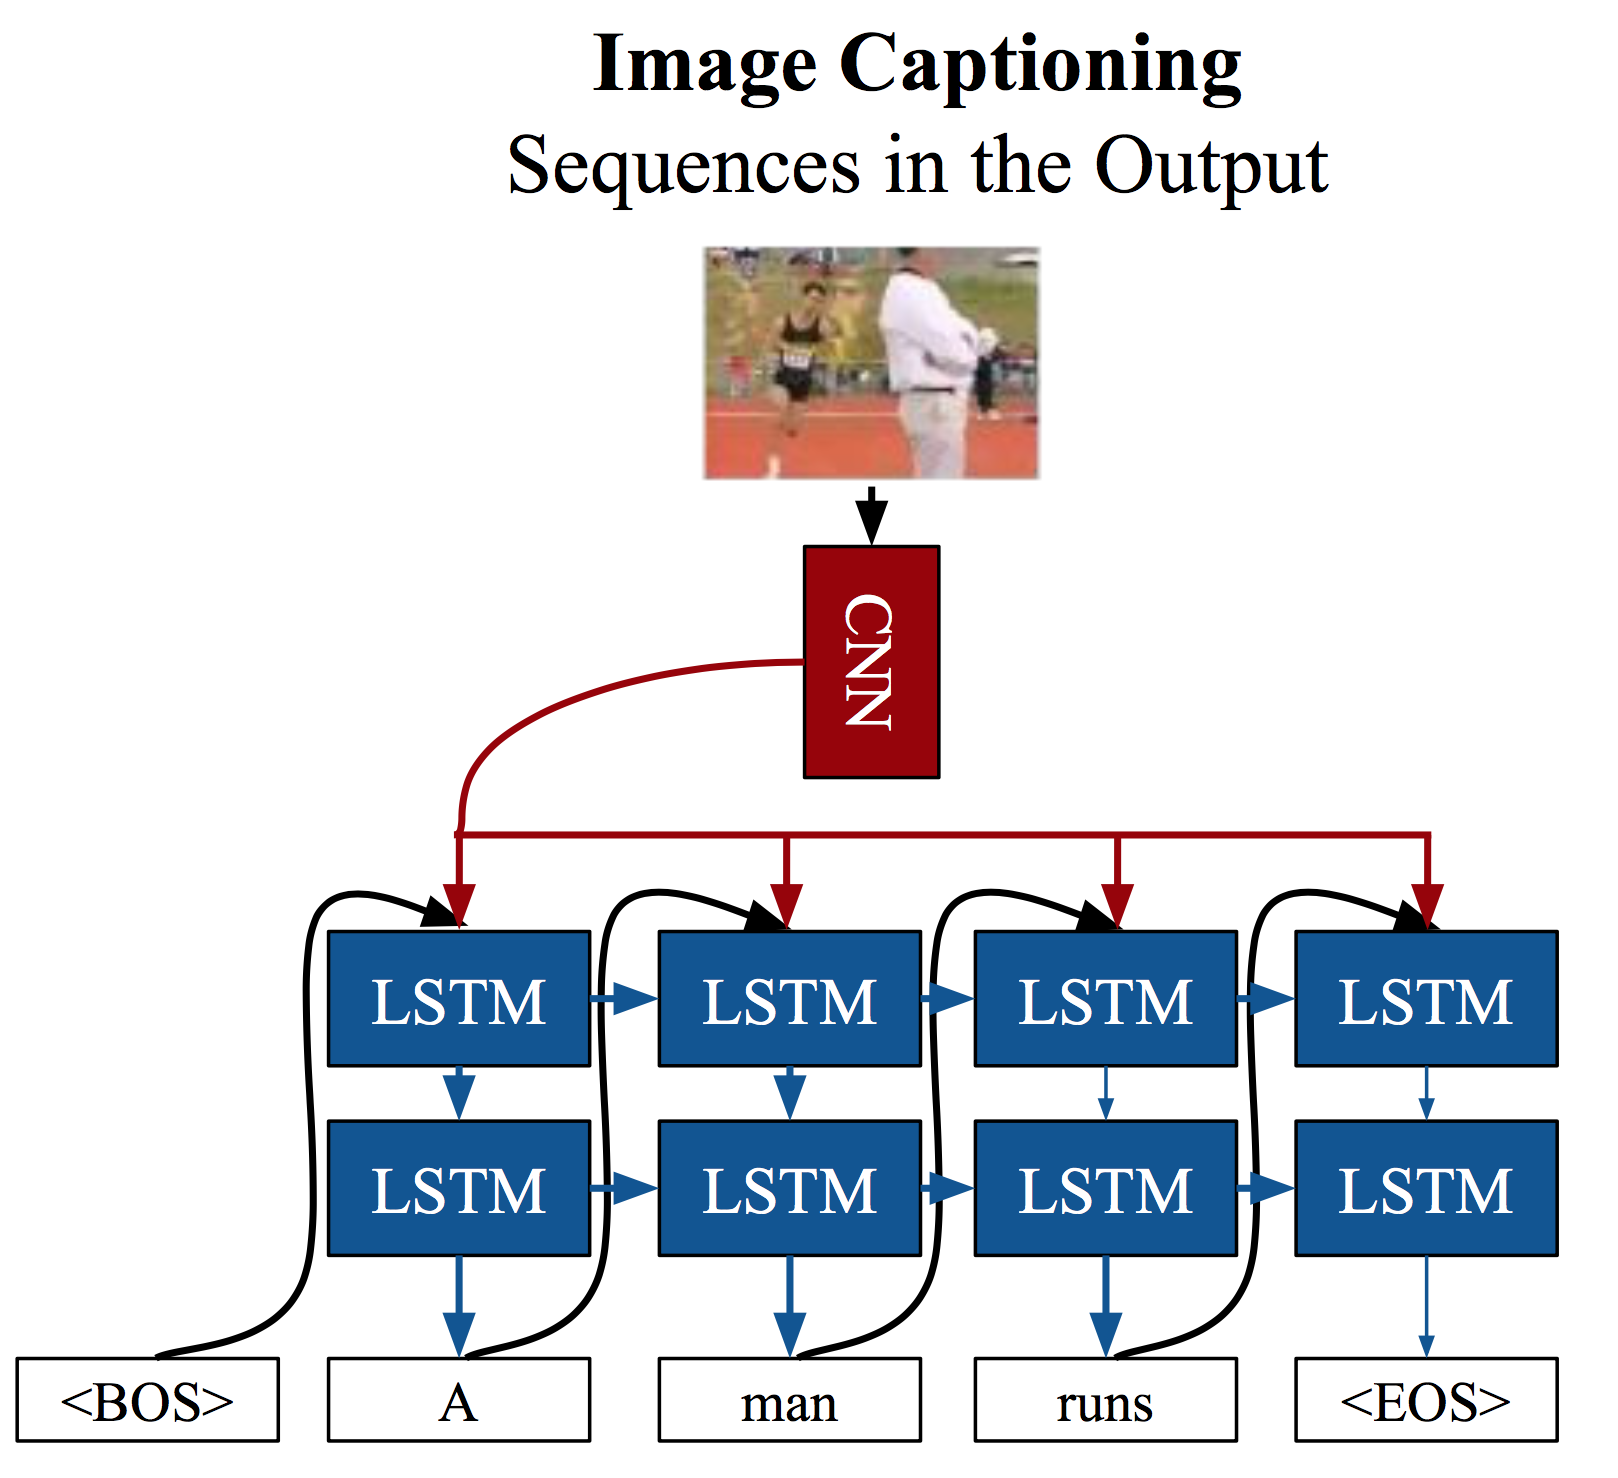 Image Captioning
Sequences in the Output
CNN
LSTM LSTM LSTM LSTM
LSTM LSTM LSTM LSTM
<BOS> A man runs <EOS>